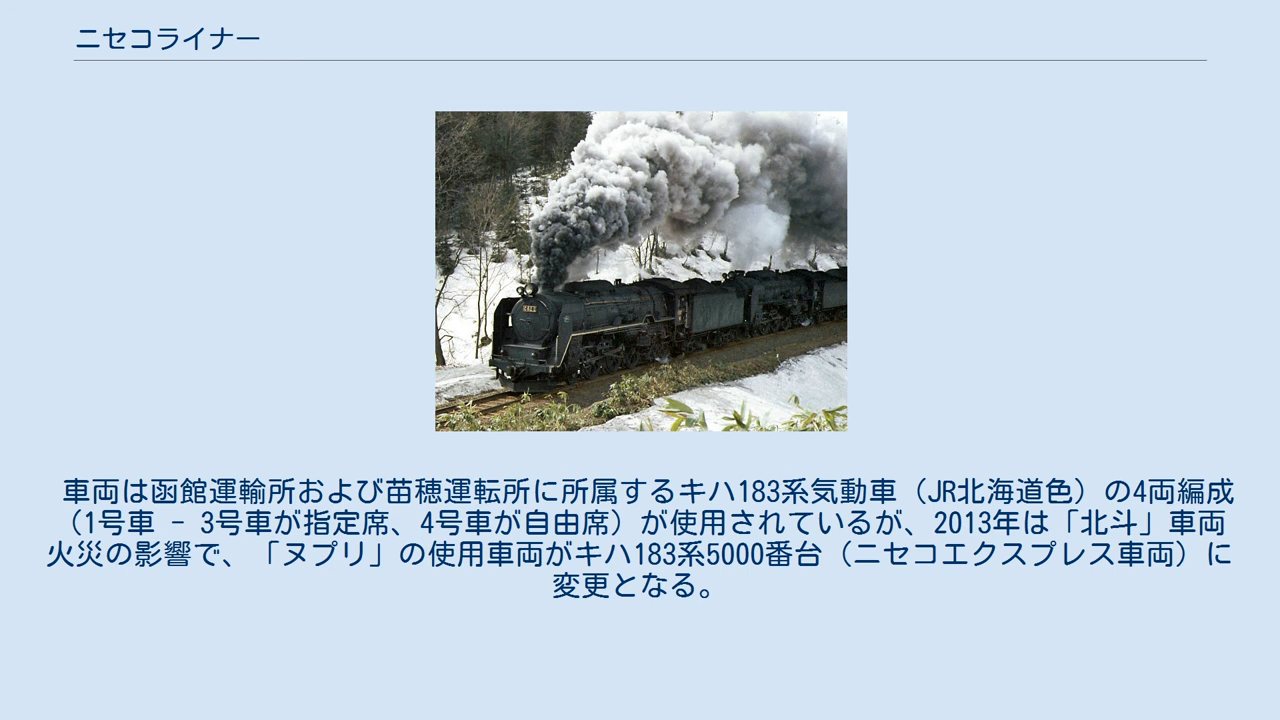 ニセコライナー
車両は函館運輸所および苗穂運転所に所属するキハ183系気動車（JR北海道色）の4両編成
（1号車 - 3号車が指定席、4号車が自由席）が使用されているが、2013年は「北斗」車両
火災の影響で、「ヌプリ」の使用車両がキハ183系5000番台（ニセコエクスプレス車両）に
変更となる。